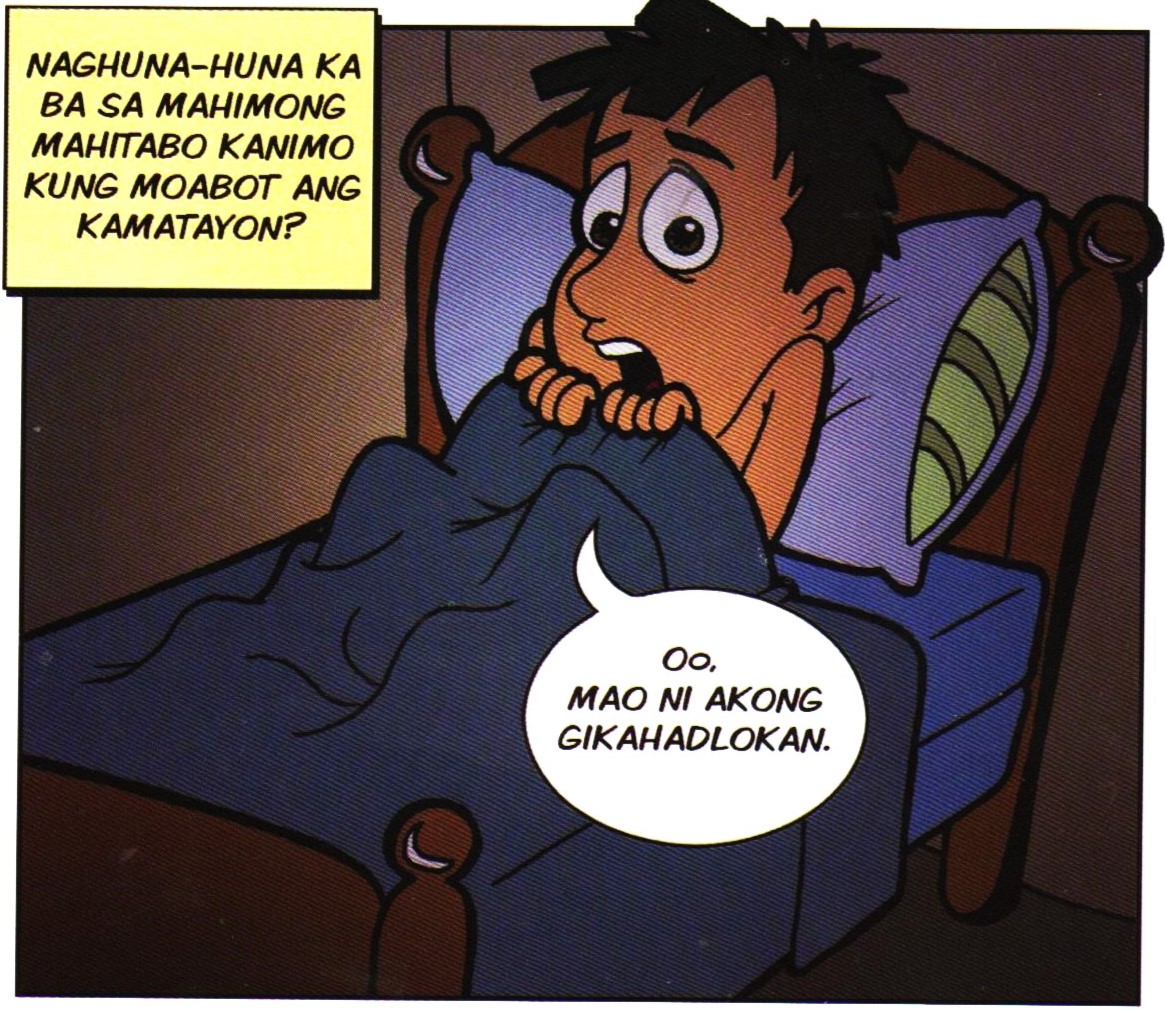 NAGHUNA-HUNA KA
BA SA MAHIMONG
MAHITABO KANIMO
KUNG MOABOT ANG
KAMATAYON?
Oo,
MAO NI AKONG
GIKAHADLOKAN.